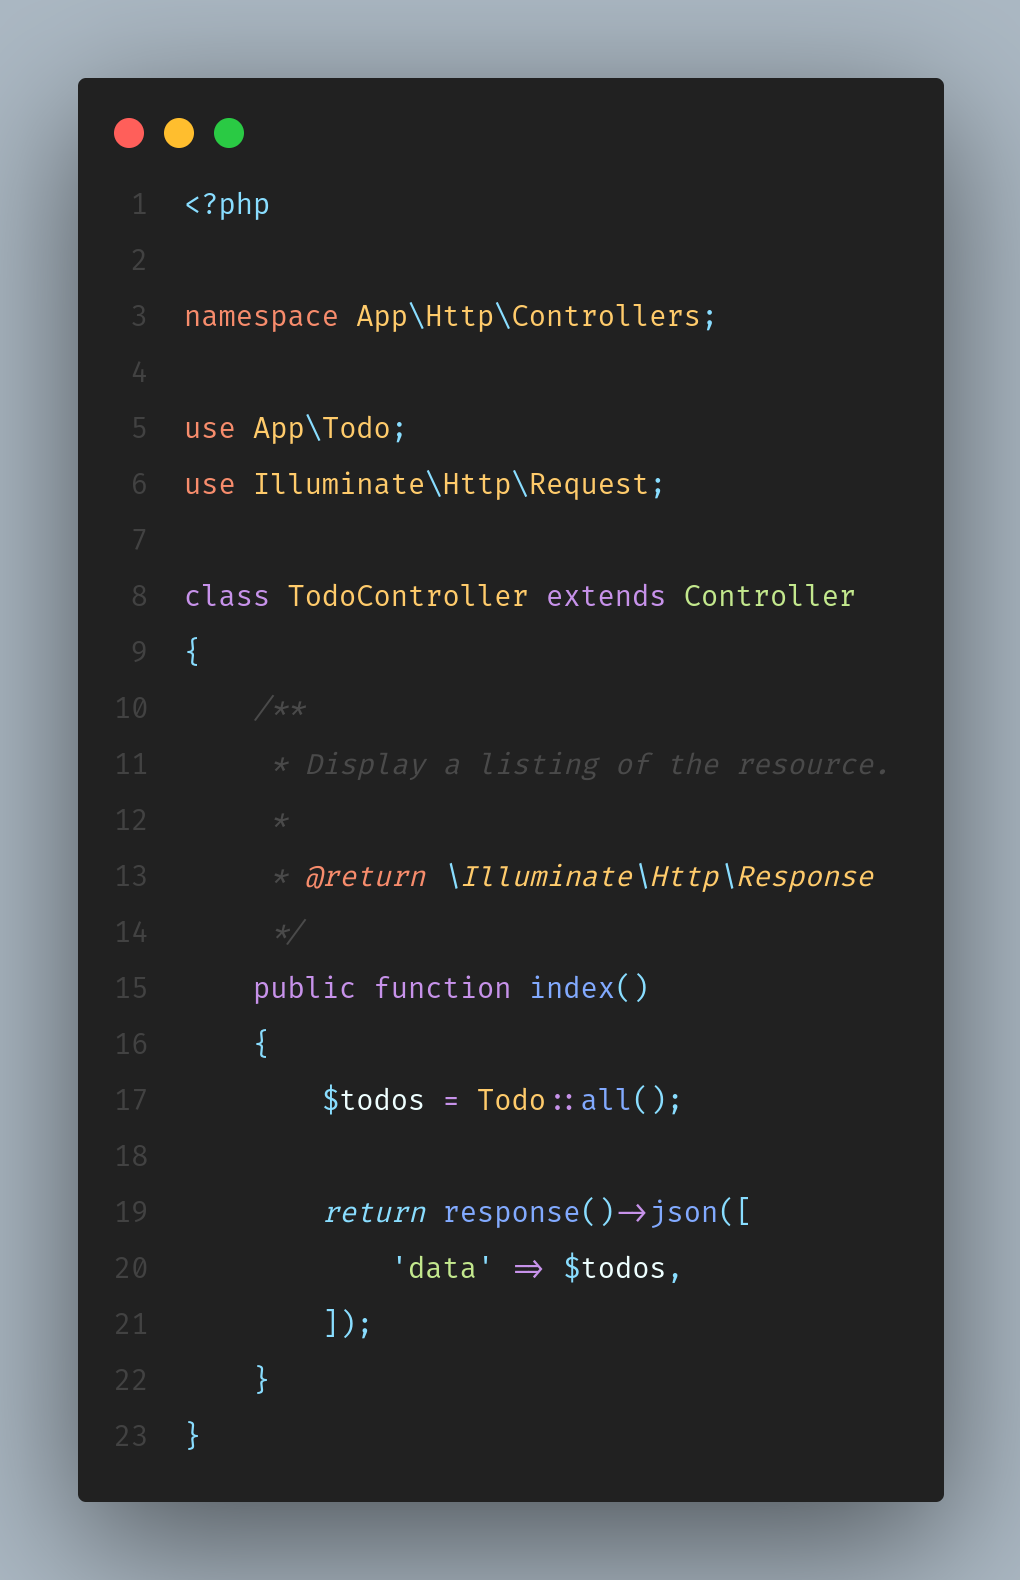 1 <?php
2
3 namespace App\Http\Controllers;
4
5 use App\Todo;
6 use Illuminate\Http\Request;
7
8 class TodoController extends Controller
9 {
10     /**
11      * Display a listing of the resource.
12      *
13      * @return \Illuminate\Http\Response
14      */
15     public function index()
16     {
17         $todos = Todo::all();
18
19         return response()->json([
20             'data' => $todos,
21         ]);
22     }
23 }